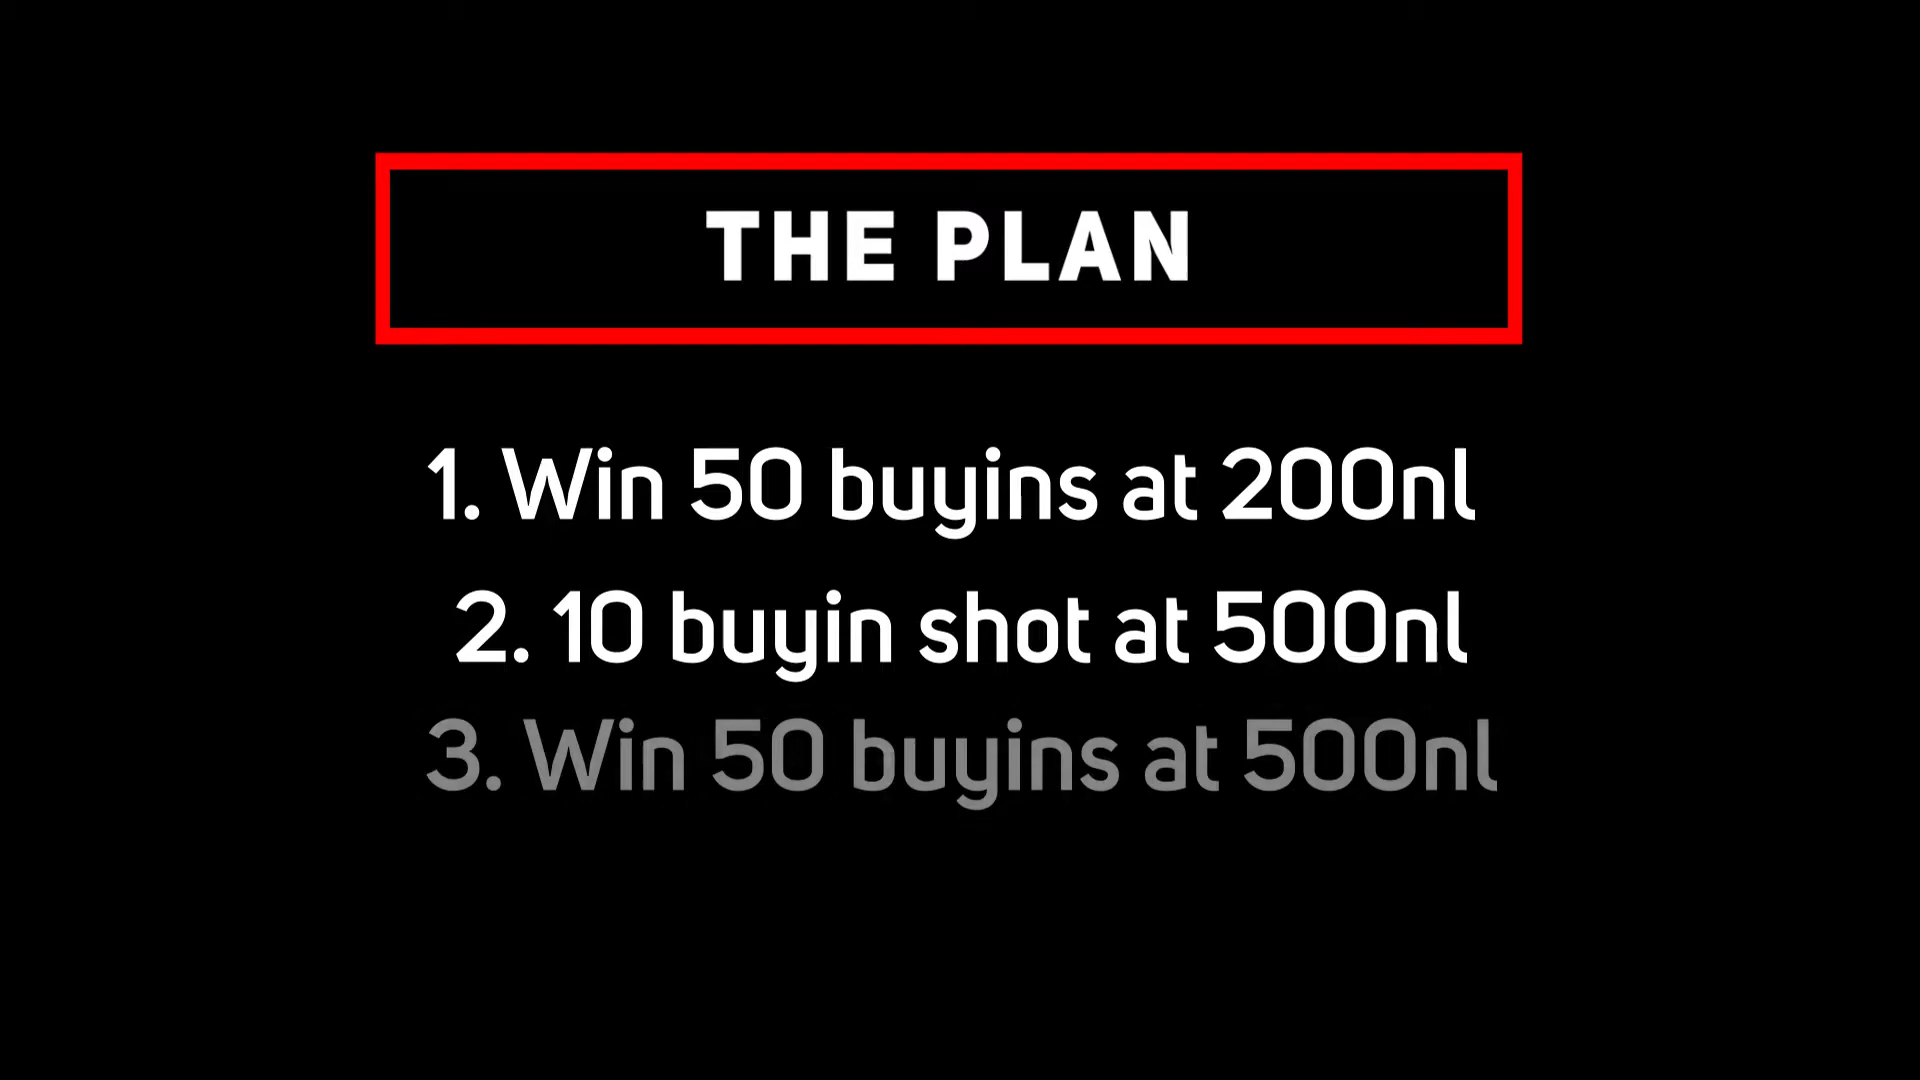 THE PLAN
1. Win 50 buyins at 200nl
2. 10 buyin shot at 500nl
3. Win 50 buyins at 500nl